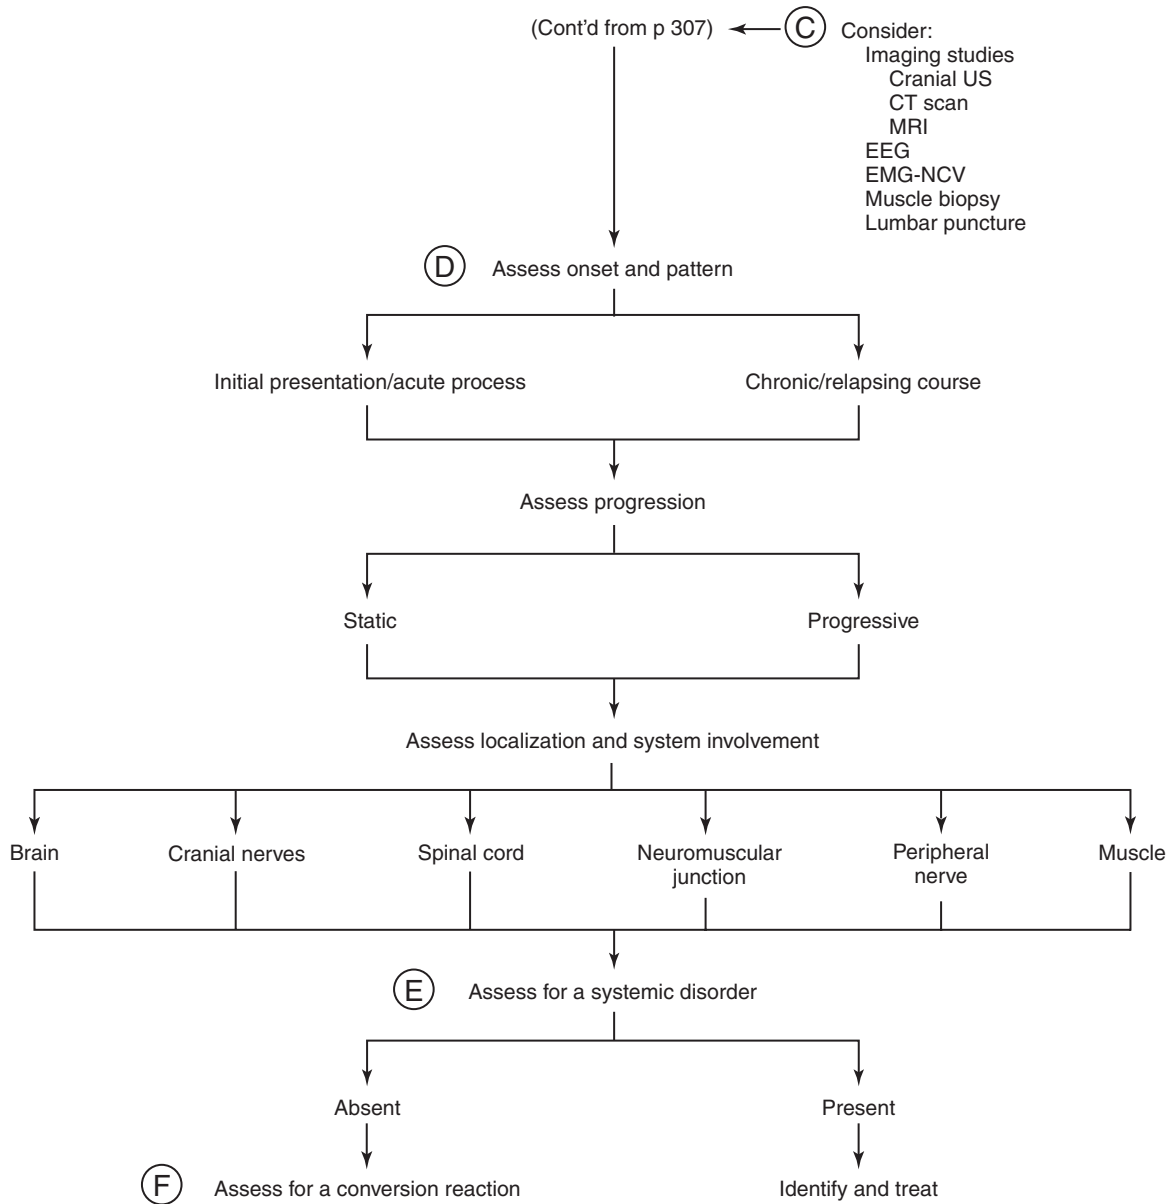 (Cont'd from p 307)
C Consider:
Imaging studies
Cranial US
CT scan
MRI
EEG
EMG-NCV
Muscle biopsy
Lumbar puncture
D Assess onset and pattern
Initial presentation/acute process
Chronic/relapsing course
Assess progression
Static
Progressive
Assess localization and system involvement
Brain
Cranial nerves
Spinal cord
Neuromuscular
junction
Peripheral
nerve
Muscle
E Assess for a systemic disorder
Absent
Present
F Assess for a conversion reaction
Identify and treat